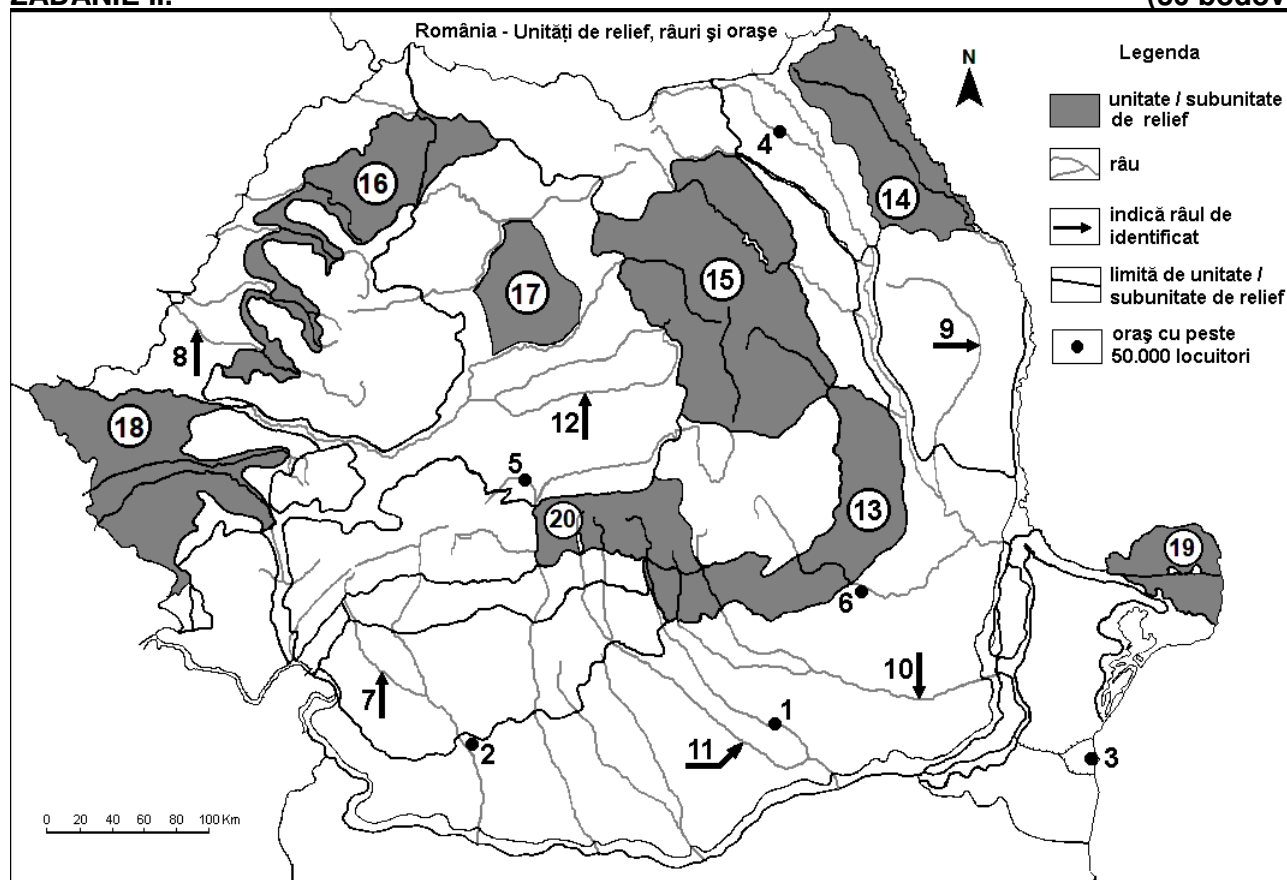 ZADANIE II.
România - Unități de relief, râuri și orașe
N
Legenda
unitate / subunitate
de relief
râu
indică râul de
identificat
limită de unitate /
subunitate de relief
oraș cu peste
50.000 locuitori
4
16
14
15
17
9
8
18
12
5
13
20
19
6
10
7
1
2
11
3
0 20 40 60 80 100 Km